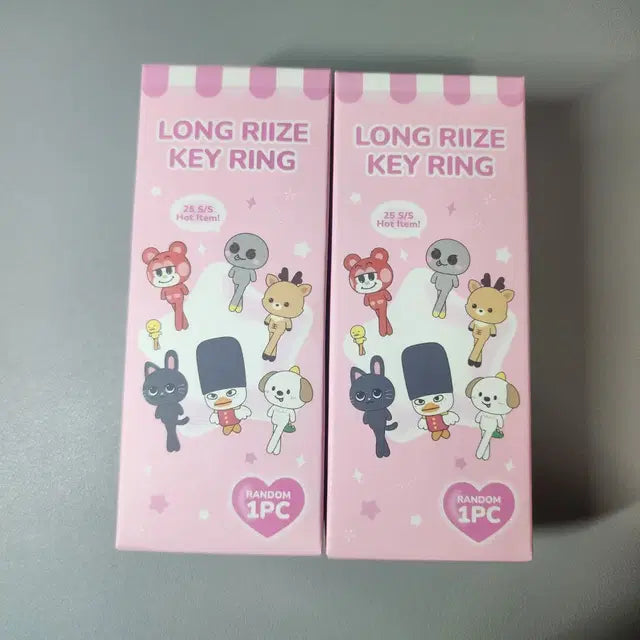 LONG RIIZE
KEY RING
25 S/S
Hot Item!
RANDOM
1PC
LONG RIIZE
KEY RING
25 S/S
Hot Item!
RANDOM
1PC